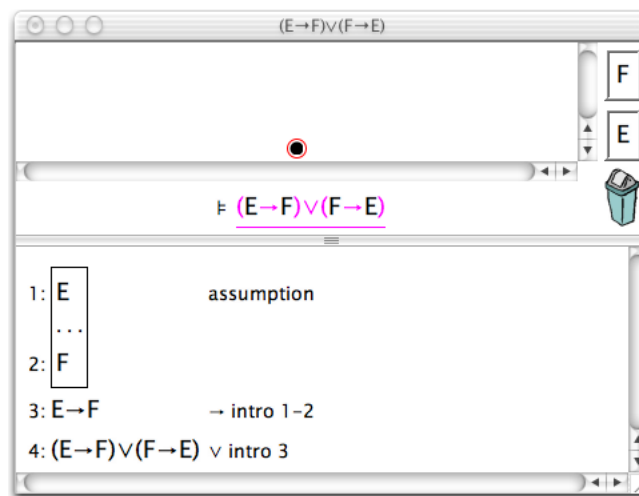 (E→F)∨(F→E)
F
E
⊨ (E→F)∨(F→E)
1: E assumption
...
2: F
3: E→F → intro 1-2
4: (E→F)∨(F→E) ∨ intro 3